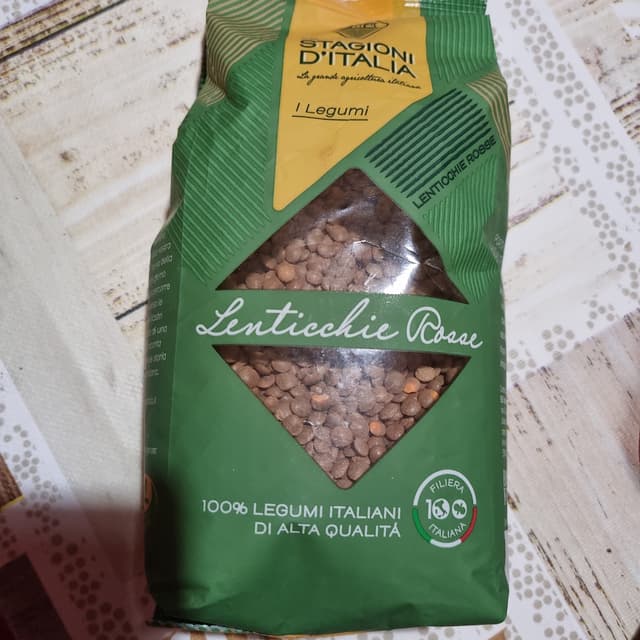 STAGIONI
D'ITALIA
La grande agricoltura italiana
I Legumi
LENTICCHIE ROSSE
Lenticchie Rosse
100% LEGUMI ITALIANI
DI ALTA QUALITÁ
FILIERA
100%
ITALIANA